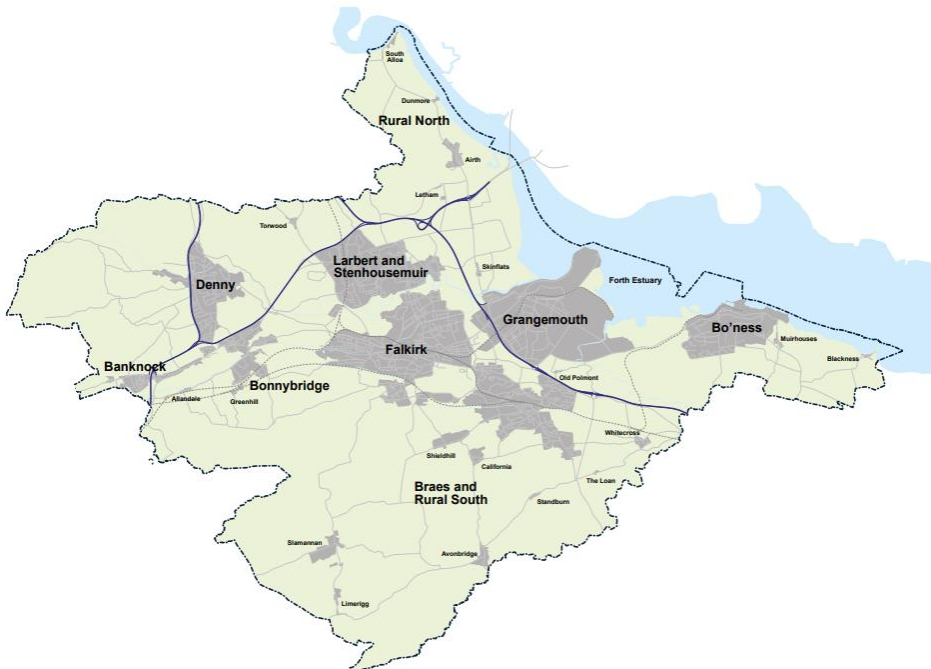 South
Alloa
Dunmore
Rural North
Airth
Letham
Torwood
Larbert and
Stenhousemuir
Skinflats
Denny
Forth Estuary
Grangemouth
Bo'ness
Muirhouses
Falkirk
Blackness
Banknock
Bonnybridge
Old Polmont
Allandale
Greenhill
Whitecross
Shieldhill
California
The Loan
Braes and
Rural South
Standburn
Slamannan
Avonbridge
Limerigg